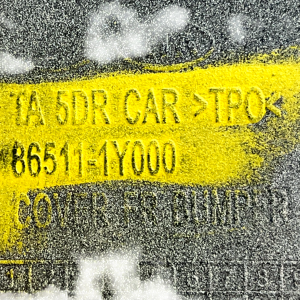 TA 5DR CAR >TPO<
86511-1Y000
COVER-FR BUMPER